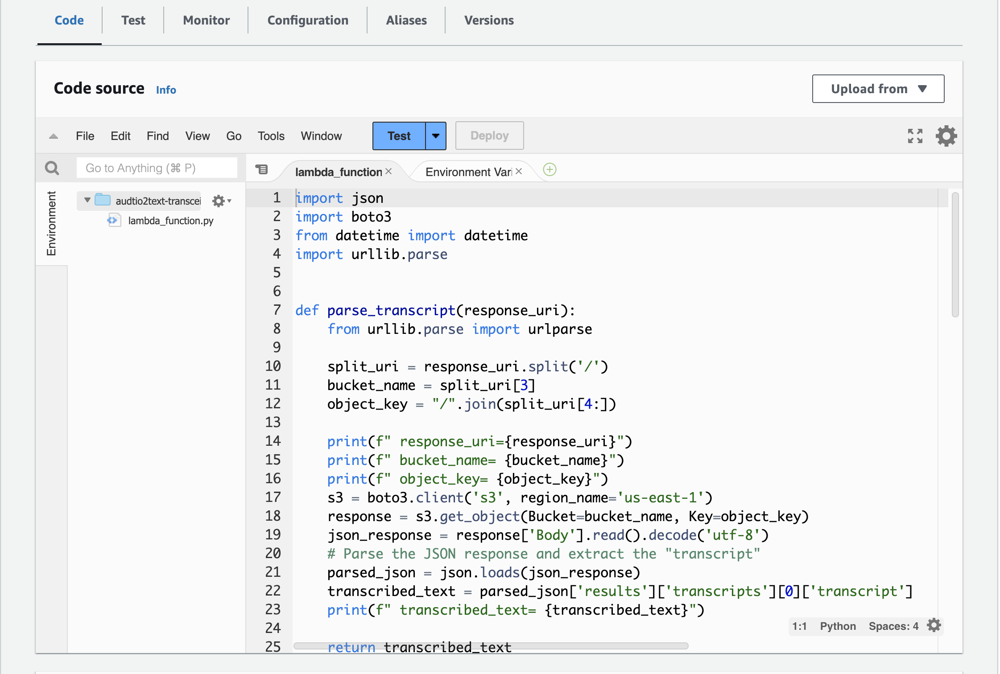 Code Test Monitor Configuration Aliases Versions
Code source Info
Upload from
File Edit Find View Go Tools Window Test Deploy
Go to Anything (⌘ P)
lambda_function × Environment Vari ×
Environment
audtio2text-transcei
lambda_function.py
1 import json
2 import boto3
3 from datetime import datetime
4 import urllib.parse
5
6
7 def parse_transcript(response_uri):
8     from urllib.parse import urlparse
9
10     split_uri = response_uri.split('/')
11     bucket_name = split_uri[3]
12     object_key = "/".join(split_uri[4:])
13
14     print(f" response_uri={response_uri}")
15     print(f" bucket_name= {bucket_name}")
16     print(f" object_key= {object_key}")
17     s3 = boto3.client('s3', region_name='us-east-1')
18     response = s3.get_object(Bucket=bucket_name, Key=object_key)
19     json_response = response['Body'].read().decode('utf-8')
20     # Parse the JSON response and extract the "transcript"
21     parsed_json = json.loads(json_response)
22     transcribed_text = parsed_json['results']['transcripts'][0]['transcript']
23     print(f" transcribed_text= {transcribed_text}")
24
25     return transcribed_text
1:1 Python Spaces: 4